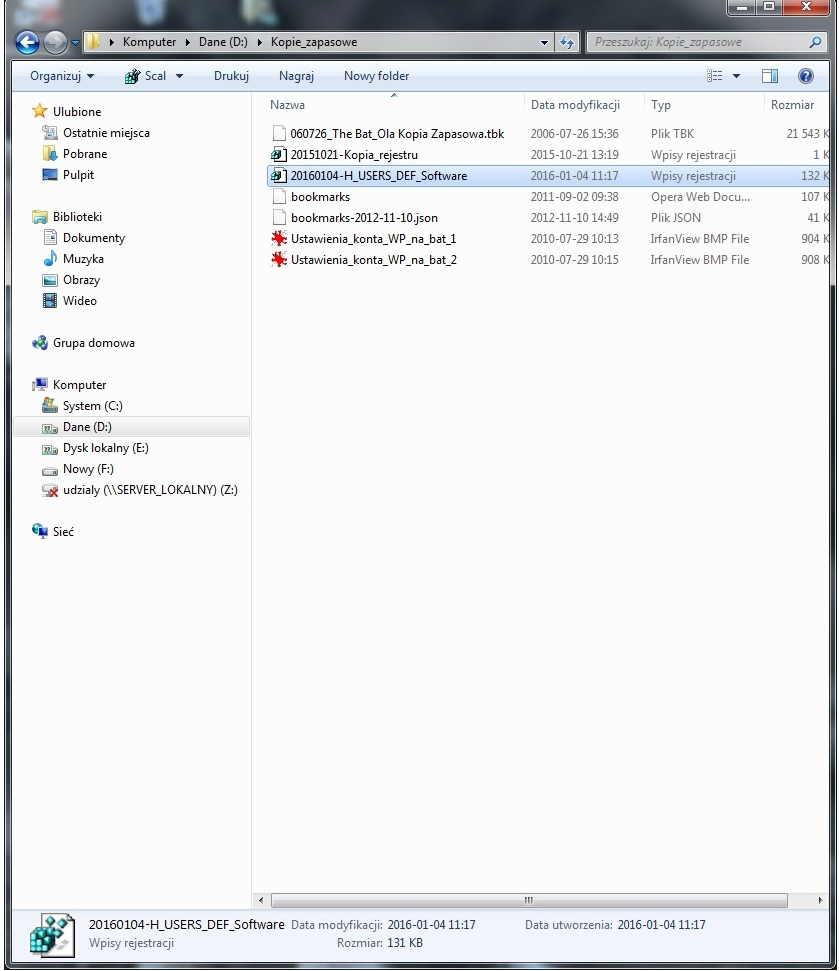 Komputer Dane (D:) Kopie_zapasowe Przeszukaj: Kopie_zapasowe
Organizuj Scal Drukuj Nagraj Nowy folder
Ulubione
Ostatnie miejsca
Pobrane
Pulpit
Biblioteki
Dokumenty
Muzyka
Obrazy
Wideo
Grupa domowa
Komputer
System (C:)
Dane (D:)
Dysk lokalny (E:)
Nowy (F:)
udzialy (\\SERVER_LOKALNY) (Z:)
Sieć
Nazwa Data modyfikacji Typ Rozmiar
060726_The Bat_Ola Kopia Zapasowa.tbk 2006-07-26 15:36 Plik TBK 21 543 K
20151021-Kopia_rejestru 2015-10-21 13:19 Wpisy rejestracji 1 K
20160104-H_USERS_DEF_Software 2016-01-04 11:17 Wpisy rejestracji 132 K
bookmarks 2011-09-02 09:38 Opera Web Docu... 107 K
bookmarks-2012-11-10.json 2012-11-10 14:49 Plik JSON 41 K
Ustawienia_konta_WP_na_bat_1 2010-07-29 10:13 IrfanView BMP File 904 K
Ustawienia_konta_WP_na_bat_2 2010-07-29 10:15 IrfanView BMP File 908 K
20160104-H_USERS_DEF_Software Data modyfikacji: 2016-01-04 11:17 Data utworzenia: 2016-01-04 11:17
Wpisy rejestracji Rozmiar: 131 KB